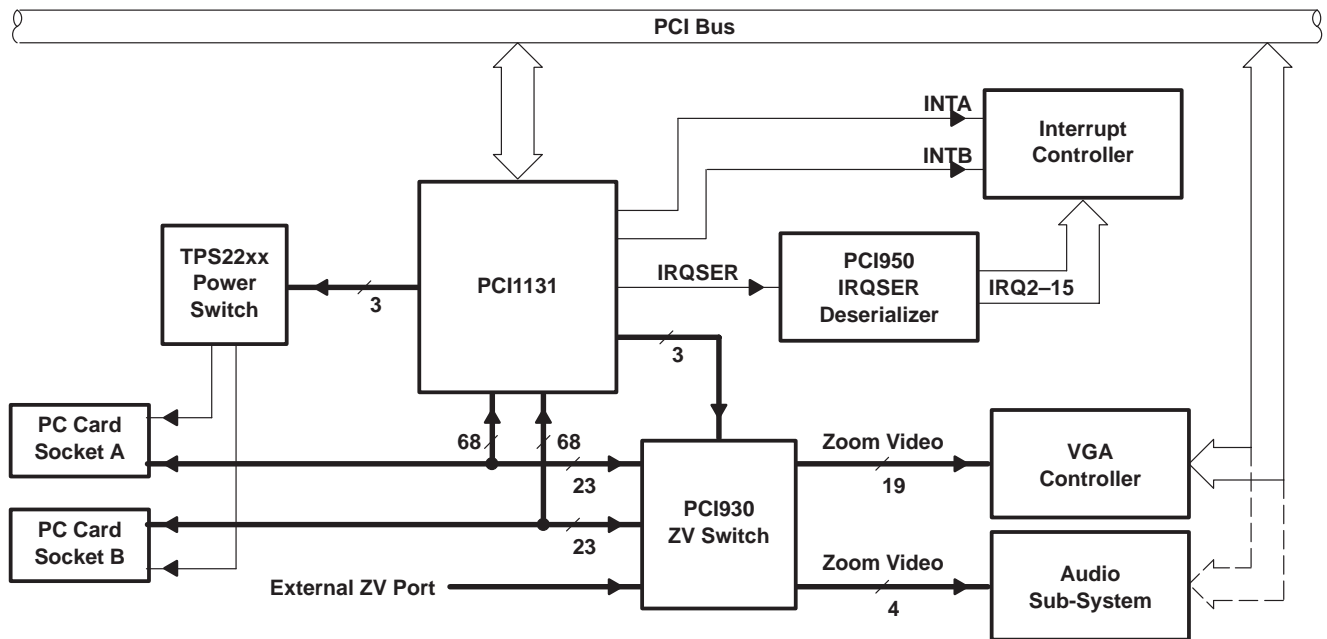 PCI Bus
INTA
INTB
Interrupt
Controller
TPS22xx
Power
Switch
3
PCI1131
IRQSER
PCI950
IRQSER
Deserializer
IRQ2–15
3
PC Card
Socket A
68
68
23
Zoom Video
19
VGA
Controller
PC Card
Socket B
23
PCI930
ZV Switch
External ZV Port
Zoom Video
4
Audio
Sub-System